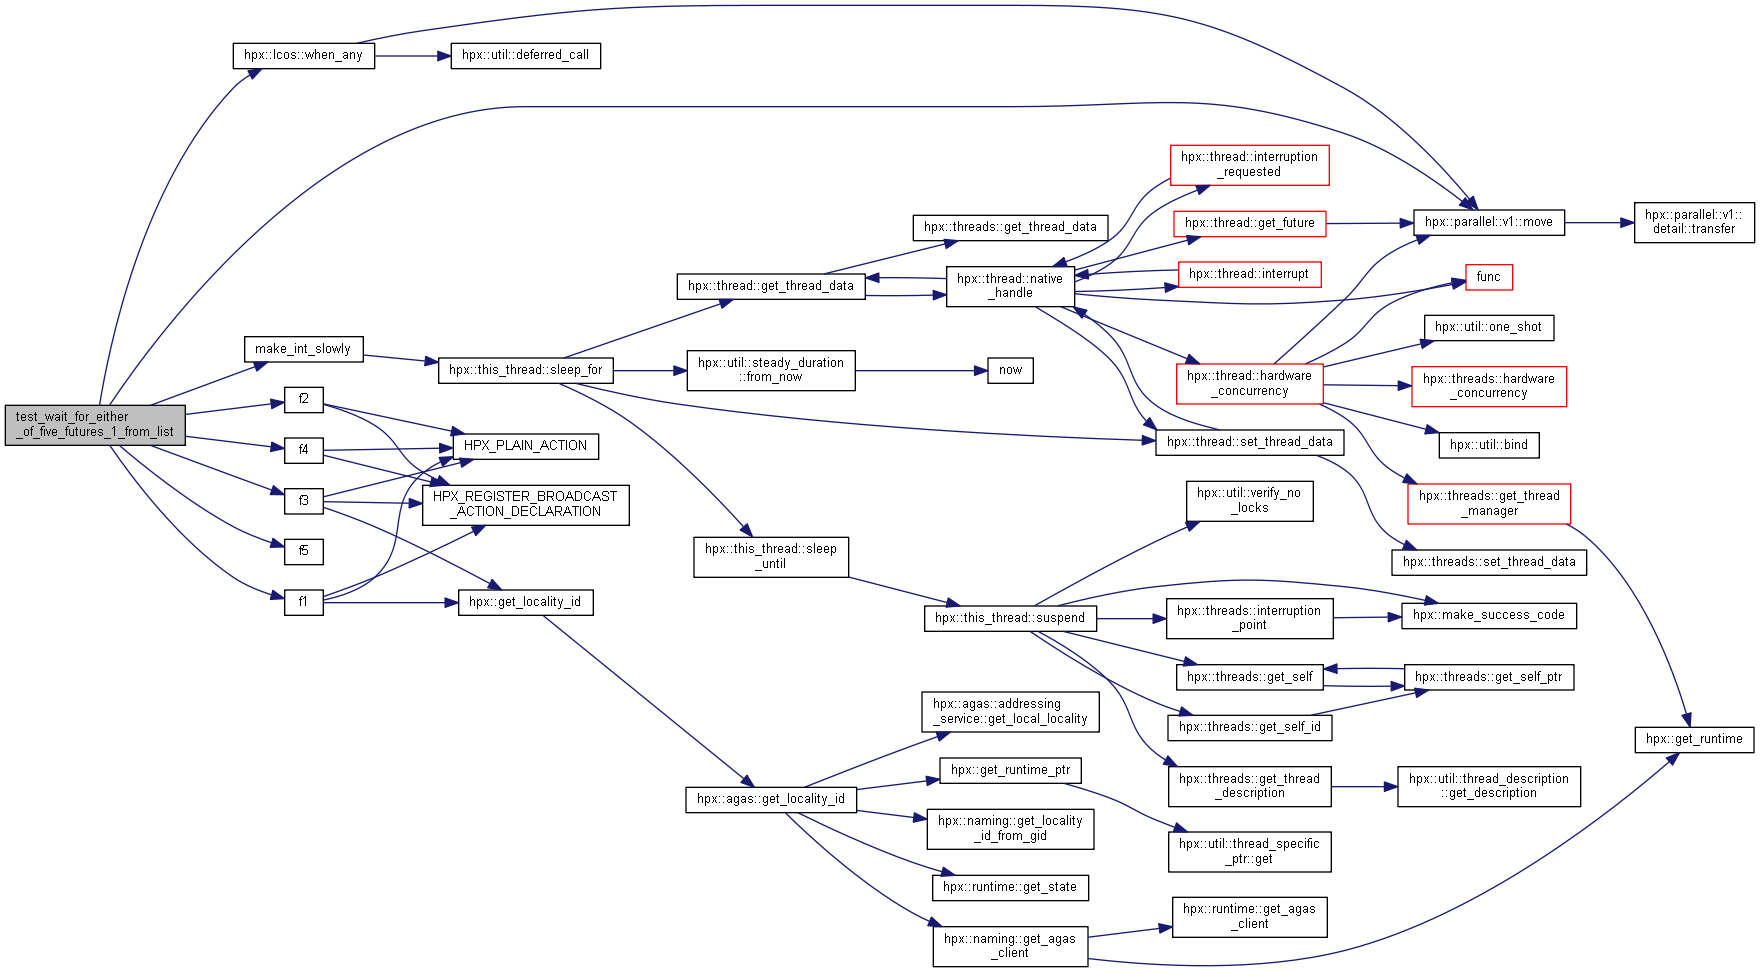 hpx::lcos::when_any
hpx::util::deferred_call
hpx::thread::interruption
_requested
hpx::threads::get_thread_data
hpx::thread::get_future
hpx::parallel::v1::move
hpx::parallel::v1::
detail::transfer
hpx::thread::get_thread_data
hpx::thread::native
_handle
hpx::thread::interrupt
func
make_int_slowly
hpx::this_thread::sleep_for
hpx::util::steady_duration
::from_now
now
hpx::util::one_shot
hpx::thread::hardware
_concurrency
hpx::threads::hardware
_concurrency
test_wait_for_either
_of_five_futures_1_from_list
f2
f4
f3
f5
f1
HPX_PLAIN_ACTION
HPX_REGISTER_BROADCAST
_ACTION_DECLARATION
hpx::get_locality_id
hpx::thread::set_thread_data
hpx::util::bind
hpx::threads::get_thread
_manager
hpx::util::verify_no
_locks
hpx::this_thread::sleep
_until
hpx::threads::set_thread_data
hpx::this_thread::suspend
hpx::threads::interruption
_point
hpx::make_success_code
hpx::threads::get_self
hpx::threads::get_self_ptr
hpx::threads::get_self_id
hpx::get_runtime
hpx::agas::addressing
_service::get_local_locality
hpx::get_runtime_ptr
hpx::threads::get_thread
_description
hpx::util::thread_description
::get_description
hpx::agas::get_locality_id
hpx::naming::get_locality
_id_from_gid
hpx::util::thread_specific
_ptr::get
hpx::runtime::get_state
hpx::naming::get_agas
_client
hpx::runtime::get_agas
_client